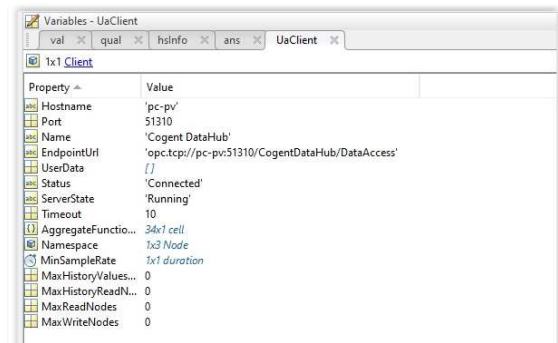 Variables - UaClient
val qual hsInfo ans UaClient
1x1 Client
Property Value
Hostname 'pc-pv'
Port 51310
Name 'Cogent DataHub'
EndpointUrl 'opc.tcp://pc-pv:51310/CogentDataHub/DataAccess'
UserData []
Status 'Connected'
ServerState 'Running'
Timeout 10
AggregateFunctio... 34x1 cell
Namespace 1x3 Node
MinSampleRate 1x1 duration
MaxHistoryValues... 0
MaxHistoryReadN... 0
MaxReadNodes 0
MaxWriteNodes 0